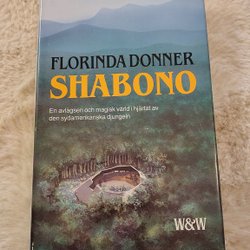 FLORINDA DONNER
SHABONO
En avlägsen och magisk värld i hjärtat av
den sydamerikanska djungeln
W&W